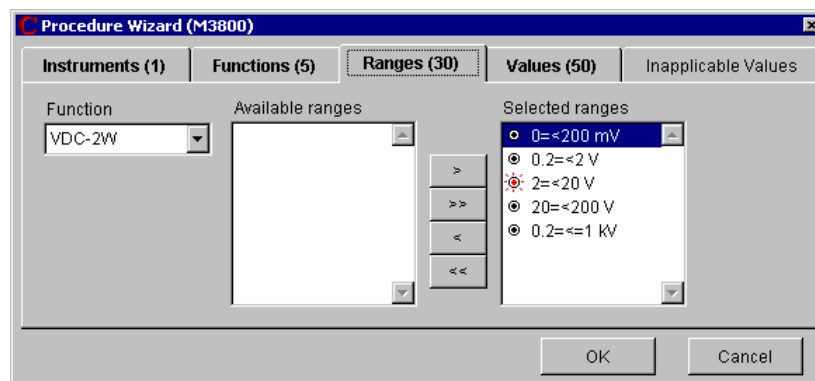 Procedure Wizard (M3800)
Instruments (1) Functions (5) Ranges (30) Values (50) Inapplicable Values
Function Available ranges Selected ranges
VDC-2W
0=<200 mV
0.2=<2 V
2=<20 V
20=<200 V
0.2=<=1 kV
>
>>
<
<<
OK Cancel